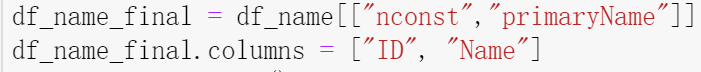 df_name_final = df_name[["nconst","primaryName"]]
df_name_final.columns = ["ID", "Name"]